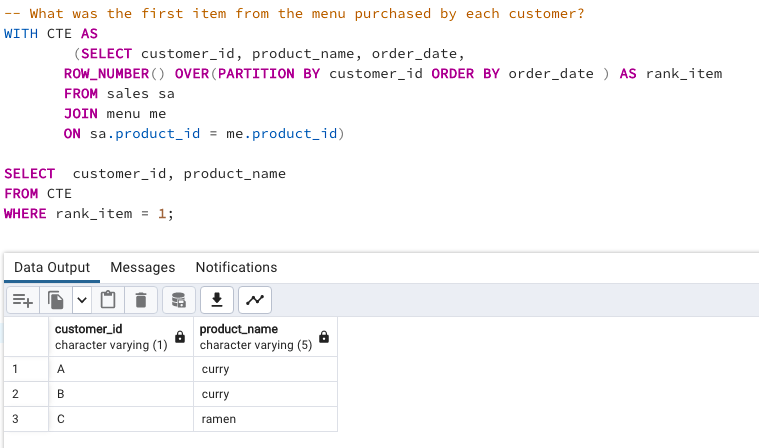 -- What was the first item from the menu purchased by each customer?
WITH CTE AS
(SELECT customer_id, product_name, order_date,
ROW_NUMBER() OVER(PARTITION BY customer_id ORDER BY order_date ) AS rank_item
FROM sales sa
JOIN menu me
ON sa.product_id = me.product_id)
SELECT  customer_id, product_name
FROM CTE
WHERE rank_item = 1;
Data Output Messages Notifications
customer_id product_name
character varying (1) character varying (5)
1 A curry
2 B curry
3 C ramen